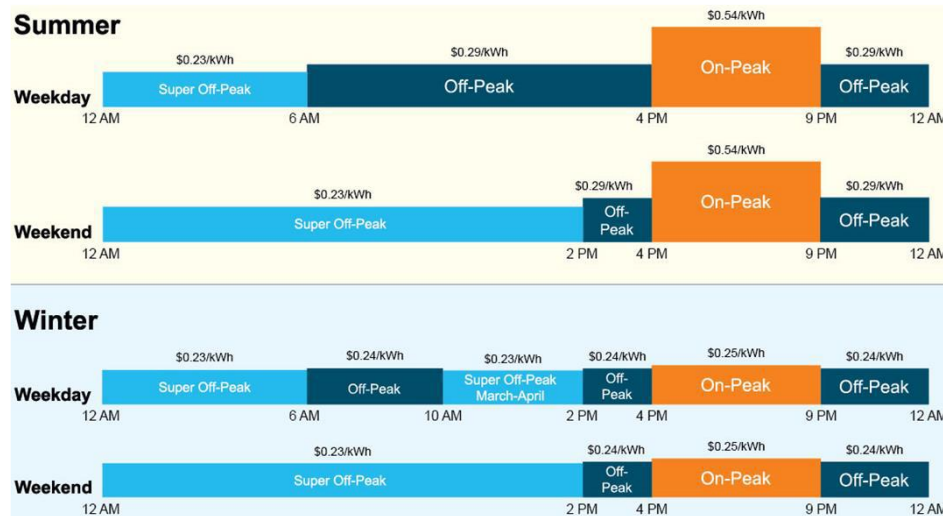 Summer
$0.54/kWh
$0.23/kWh $0.29/kWh $0.29/kWh
Weekday Super Off-Peak Off-Peak On-Peak Off-Peak
12 AM 6 AM 4 PM 9 PM 12 AM
$0.54/kWh
$0.23/kWh $0.29/kWh $0.29/kWh
Weekend Super Off-Peak Off-
Peak On-Peak Off-Peak
12 AM 2 PM 4 PM 9 PM 12 AM
Winter
$0.23/kWh $0.24/kWh $0.23/kWh $0.24/kWh $0.25/kWh $0.24/kWh
Weekday Super Off-Peak Off-Peak Super Off-Peak
March-April Off-
Peak On-Peak Off-Peak
12 AM 6 AM 10 AM 2 PM 4 PM 9 PM 12 AM
$0.23/kWh $0.24/kWh $0.25/kWh $0.24/kWh
Weekend Super Off-Peak Off-
Peak On-Peak Off-Peak
12 AM 2 PM 4 PM 9 PM 12 AM